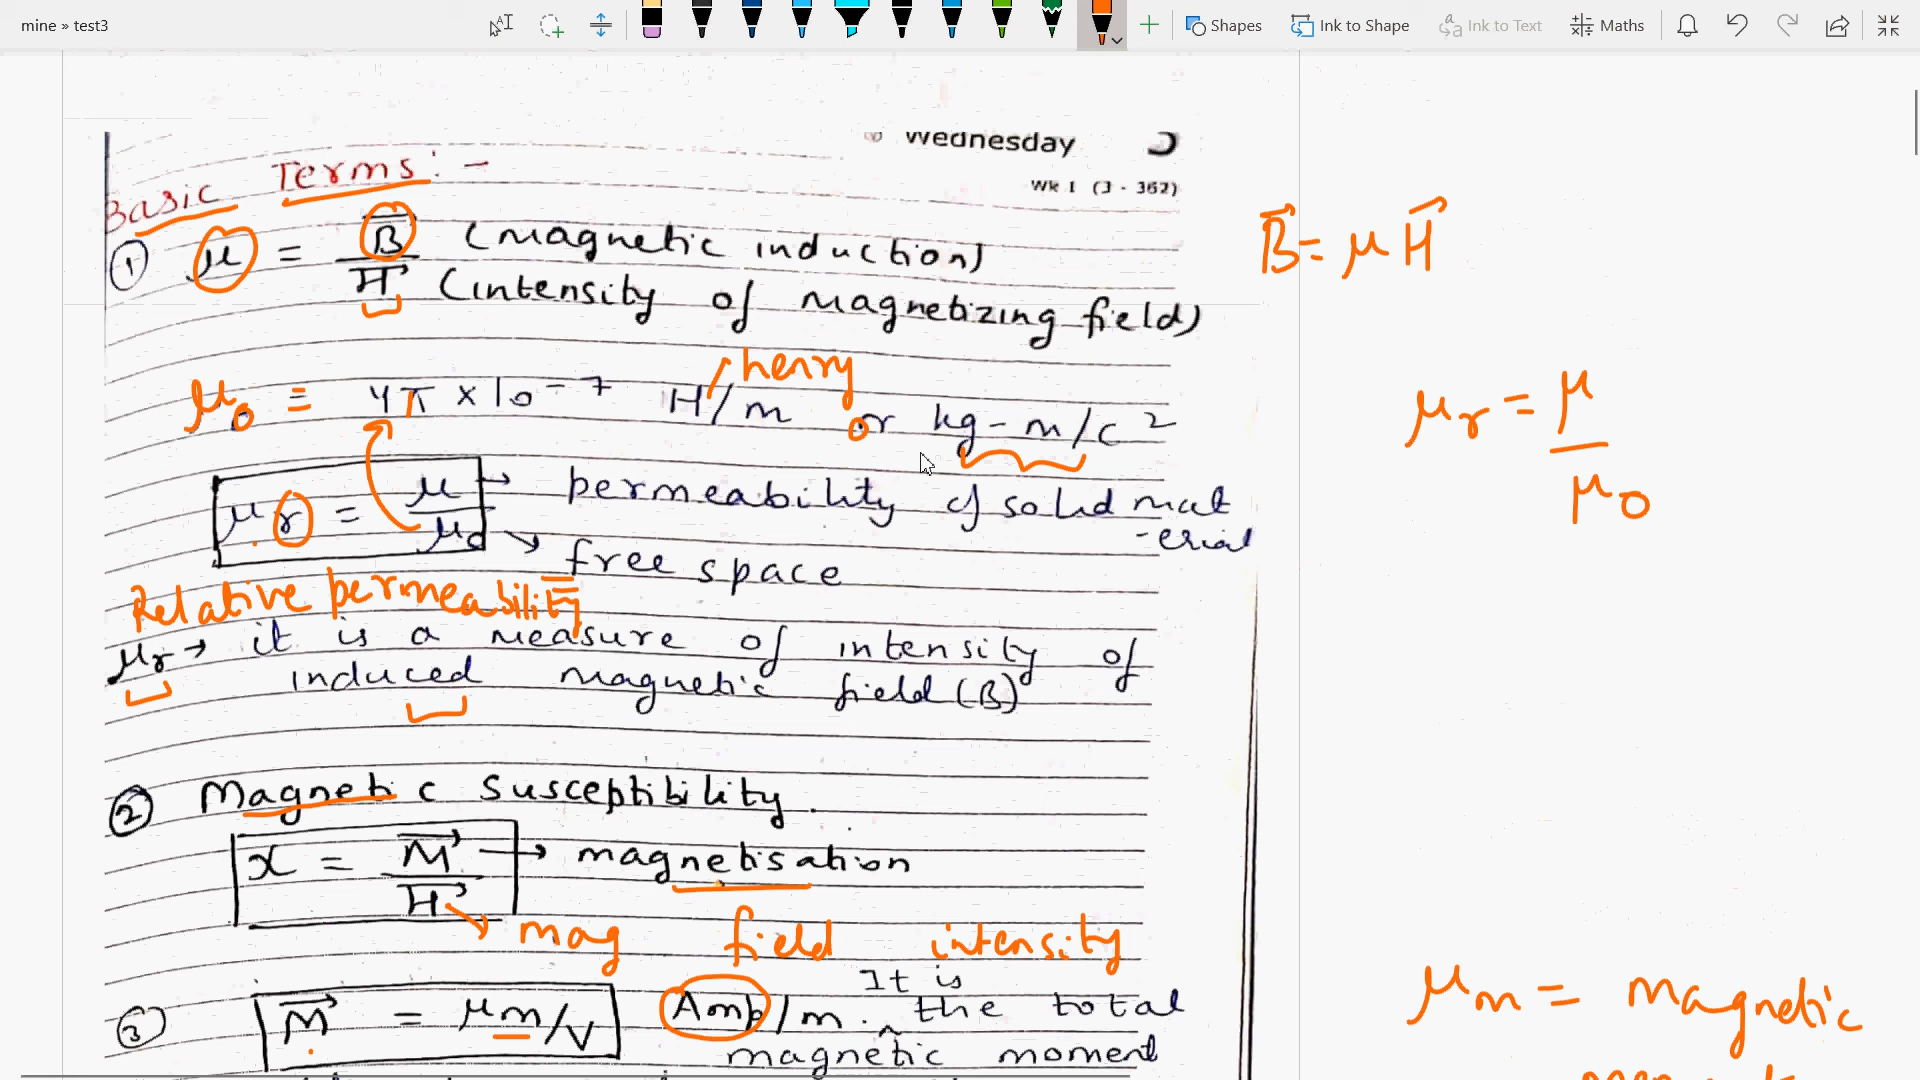 mine » test3
Shapes
Ink to Shape
Ink to Text
Maths
Wednesday
Wk 1 (3 - 362)
Basic Terms :-
① μ = B (Magnetic induction)
H (intensity of magnetizing field)
B = μ H
henry
μ0 = 4π × 10 -7 H/m or kg-m/c 2
μr = μ
μ0
μr = μ → permeability of solid mat
-erial
μ0 → free space
Relative permeability
μr → it is a measure of intensity of
induced magnetic field (B)
② Magnetic Susceptibility.
x = M → magnetisation
H → mag field intensity
③ M = μm/V Amp/m. It is
the total
magnetic moment
μm = magnetic